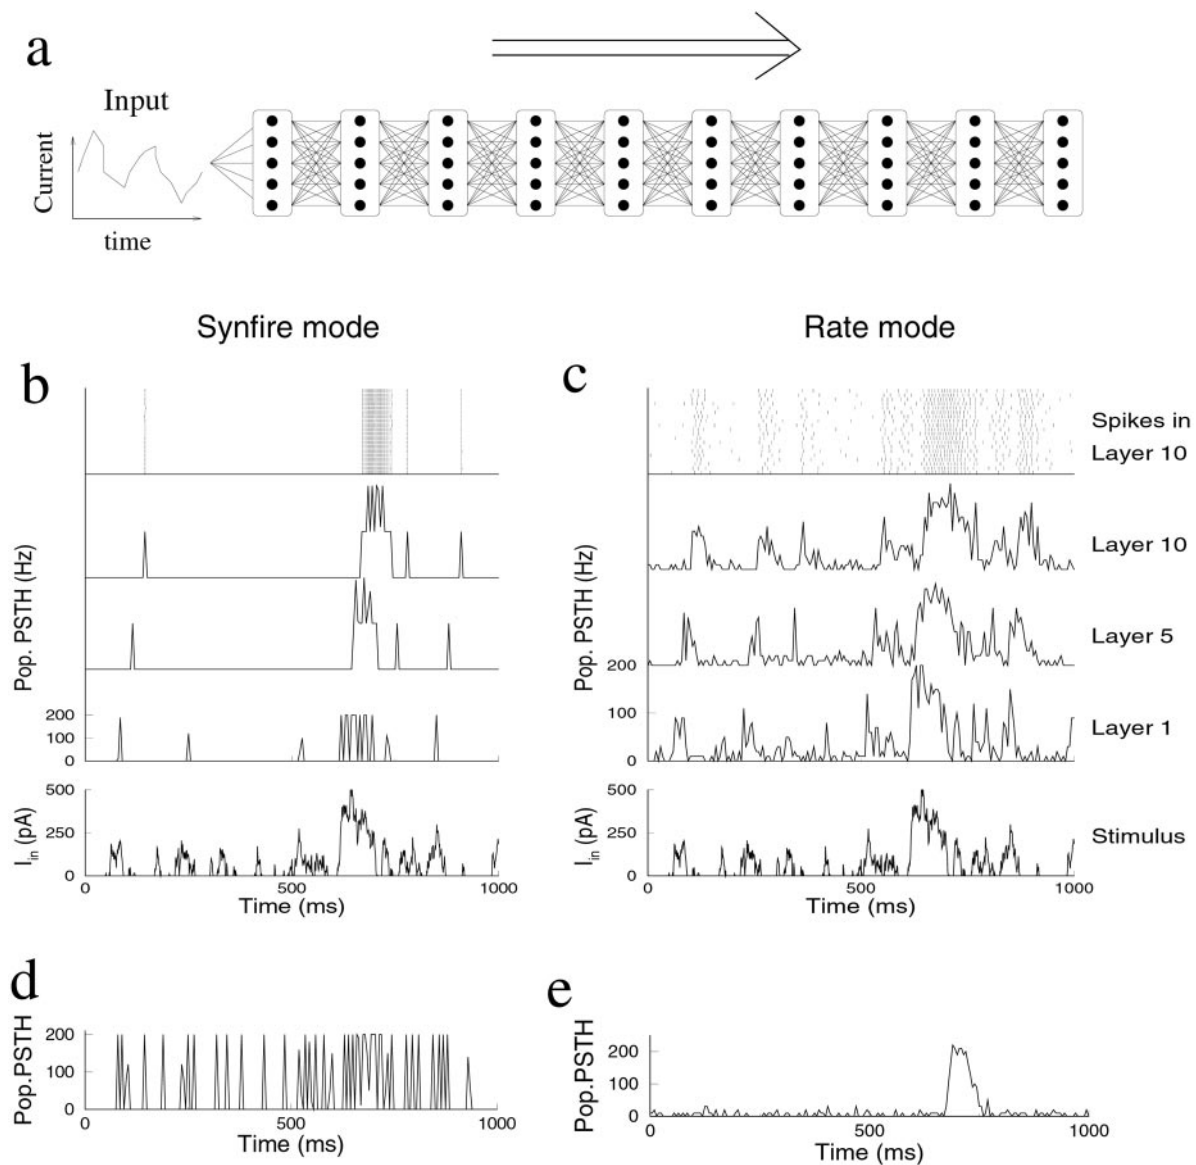 a
Input
Current
time
Synfire mode
Rate mode
b
c
Spikes in
Layer 10
Pop. PSTH (Hz)
Pop. PSTH (Hz)
Layer 10
Layer 5
200
100
0
200
100
0
Layer 1
500
250
0
I_in (pA)
0
500
1000
Time (ms)
500
250
0
I_in (pA)
0
500
1000
Time (ms)
Stimulus
d
Pop.PSTH
200
100
0
0
500
1000
Time (ms)
e
Pop.PSTH
200
100
0
0
500
1000
Time (ms)